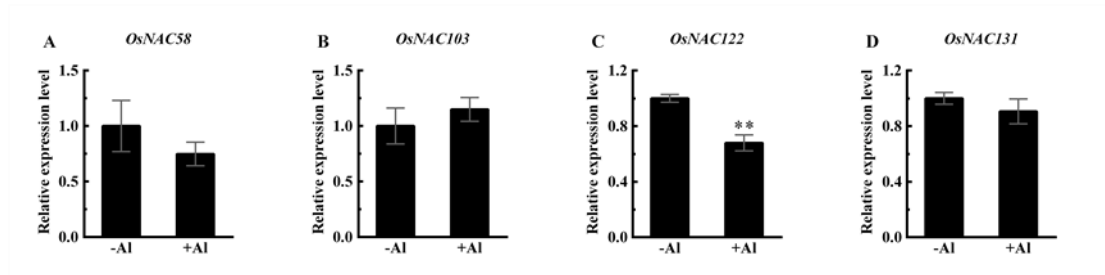 A OsNAC58
Relative expression level
1.5
1.0
0.5
0.0
-Al +Al
B OsNAC103
Relative expression level
1.5
1.0
0.5
0.0
-Al +Al
C OsNAC122
Relative expression level
1.2
0.8
0.4
0.0
**
-Al +Al
D OsNAC131
Relative expression level
1.2
0.8
0.4
0.0
-Al +Al